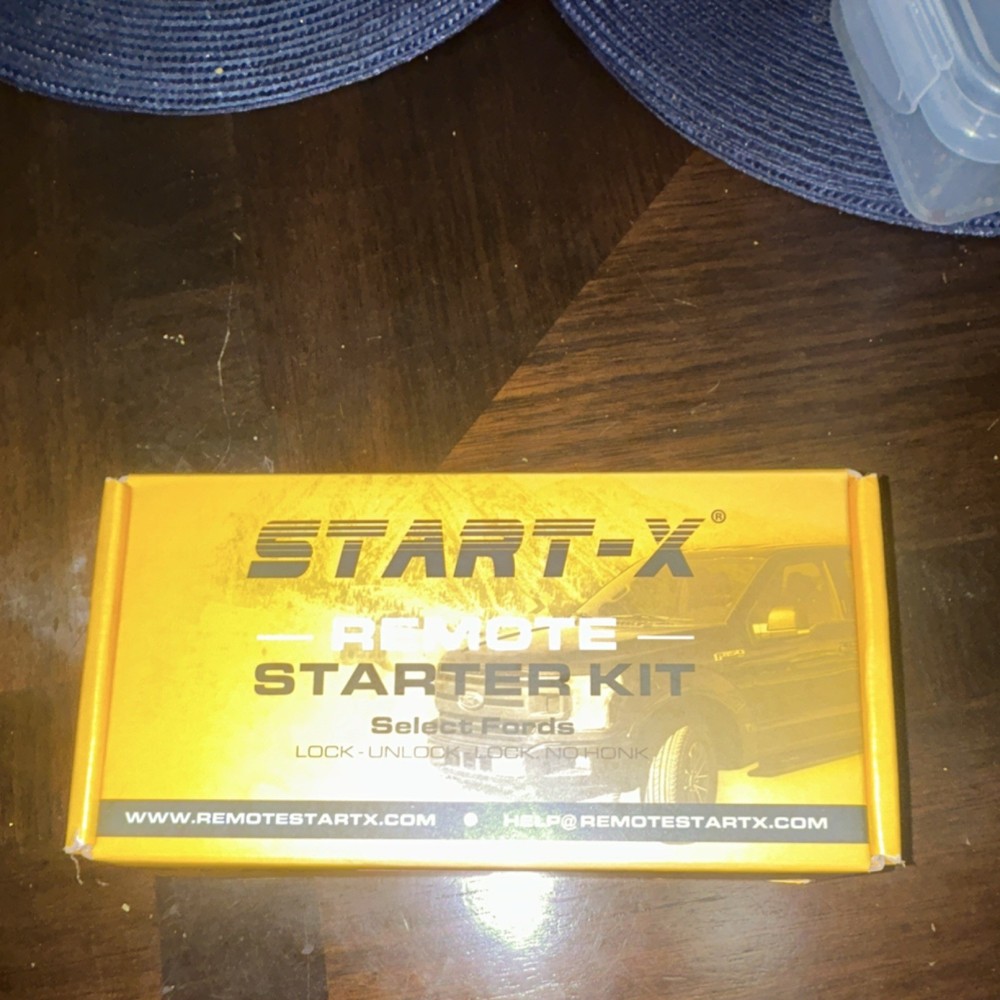 START-X®
— REMOTE —
STARTER KIT
Select Fords
LOCK - UNLOCK - LOCK. NO HONK.
WWW.REMOTESTARTX.COM • HELP@REMOTESTARTX.COM